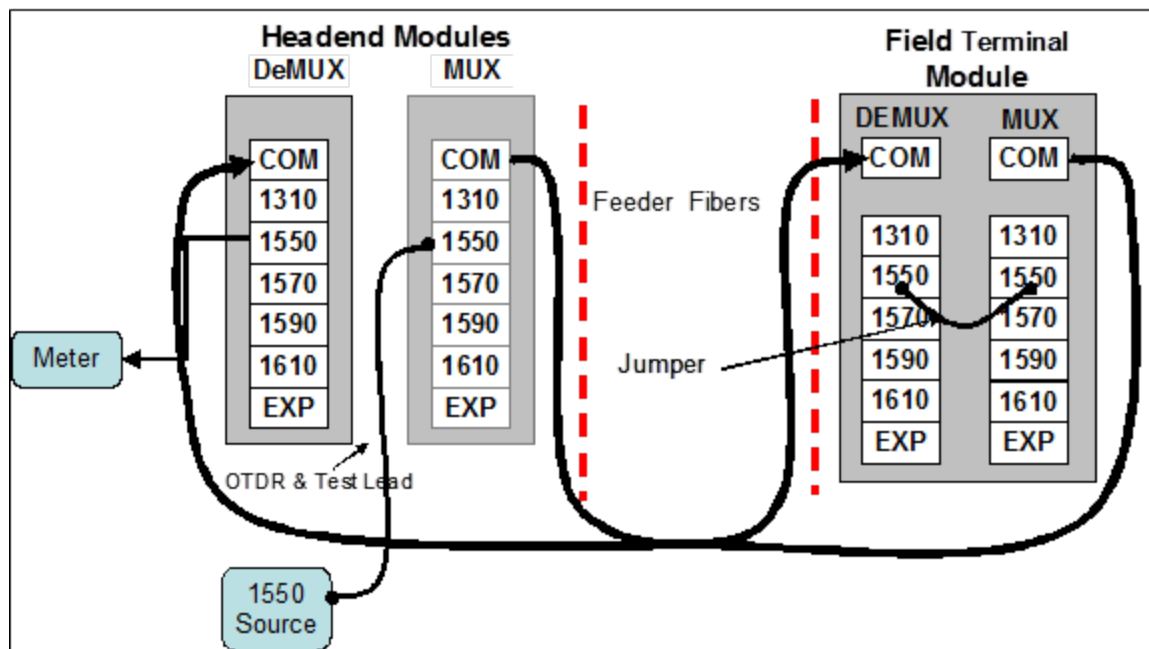 Headend Modules
DeMUX
MUX
COM
1310
1550
1570
1590
1610
EXP
COM
1310
1550
1570
1590
1610
EXP
Meter
OTDR & Test Lead
1550
Source
Feeder Fibers
Jumper
Field Terminal
Module
DEMUX
MUX
COM
COM
1310
1550
1570
1590
1610
EXP
1310
1550
1570
1590
1610
EXP